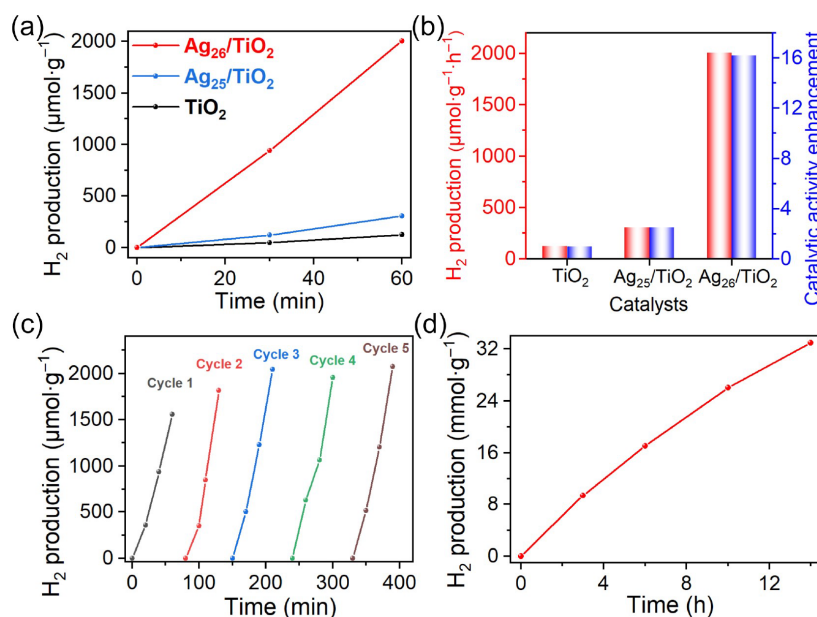 (a)
H₂ production (μmol·g⁻¹)
2000
1500
1000
500
0
Ag₂₆/TiO₂
Ag₂₅/TiO₂
TiO₂
0 20 40 60
Time (min)
(b)
H₂ production (μmol·g⁻¹·h⁻¹)
2000
1500
1000
500
0
16
12
8
4
0
Catalytic activity enhancement
TiO₂ Ag₂₅/TiO₂ Ag₂₆/TiO₂
Catalysts
(c)
H₂ production (μmol·g⁻¹)
2000
1500
1000
500
0
Cycle 1 Cycle 2 Cycle 3 Cycle 4 Cycle 5
0 100 200 300 400
Time (min)
(d)
H₂ production (mmol·g⁻¹)
32
24
16
8
0
0 4 8 12
Time (h)